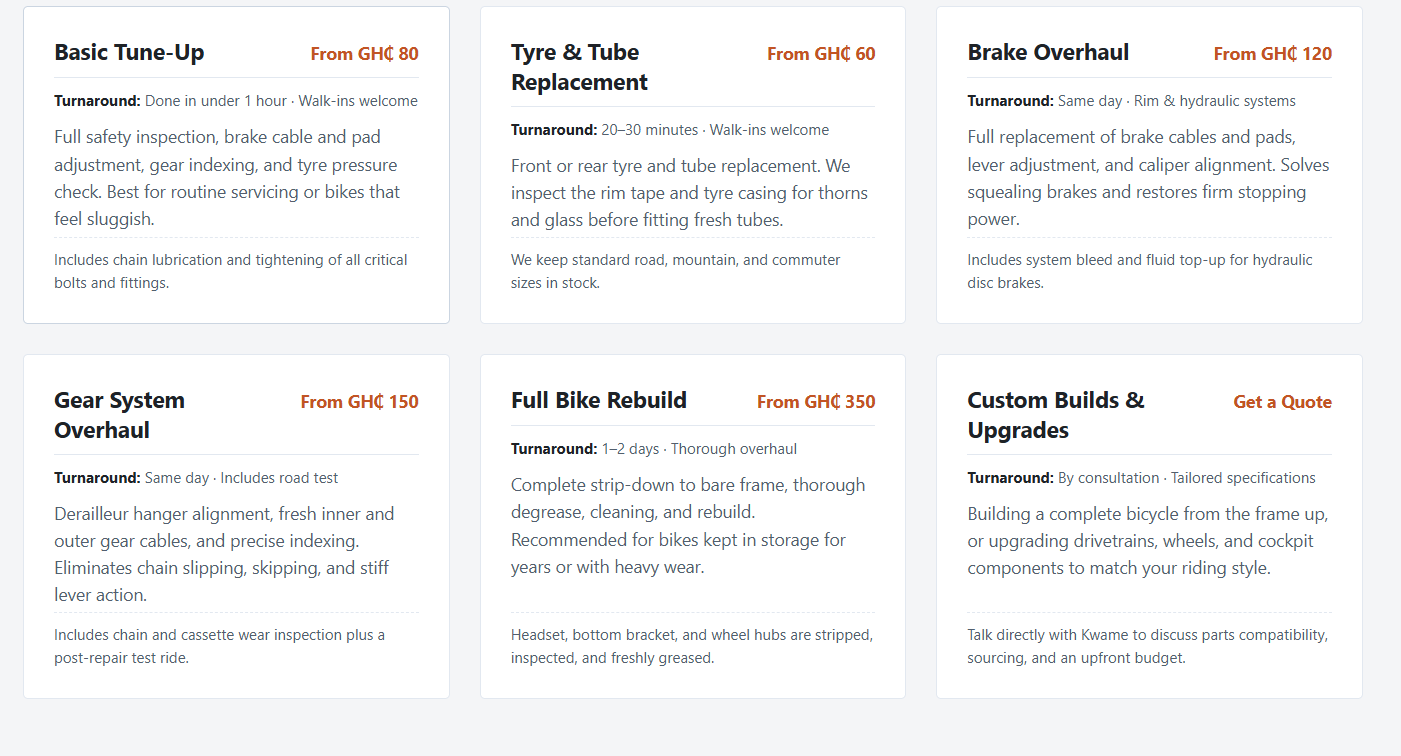 Basic Tune-Up
From GH₵ 80
Turnaround: Done in under 1 hour · Walk-ins welcome
Full safety inspection, brake cable and pad
adjustment, gear indexing, and tyre pressure
check. Best for routine servicing or bikes that
feel sluggish.
Includes chain lubrication and tightening of all critical
bolts and fittings.
Tyre & Tube
Replacement
From GH₵ 60
Turnaround: 20–30 minutes · Walk-ins welcome
Front or rear tyre and tube replacement. We
inspect the rim tape and tyre casing for thorns
and glass before fitting fresh tubes.
We keep standard road, mountain, and commuter
sizes in stock.
Brake Overhaul
From GH₵ 120
Turnaround: Same day · Rim & hydraulic systems
Full replacement of brake cables and pads,
lever adjustment, and caliper alignment. Solves
squealing brakes and restores firm stopping
power.
Includes system bleed and fluid top-up for hydraulic
disc brakes.
Gear System
Overhaul
From GH₵ 150
Turnaround: Same day · Includes road test
Derailleur hanger alignment, fresh inner and
outer gear cables, and precise indexing.
Eliminates chain slipping, skipping, and stiff
lever action.
Includes chain and cassette wear inspection plus a
post-repair test ride.
Full Bike Rebuild
From GH₵ 350
Turnaround: 1–2 days · Thorough overhaul
Complete strip-down to bare frame, thorough
degrease, cleaning, and rebuild.
Recommended for bikes kept in storage for
years or with heavy wear.
Headset, bottom bracket, and wheel hubs are stripped,
inspected, and freshly greased.
Custom Builds &
Upgrades
Get a Quote
Turnaround: By consultation · Tailored specifications
Building a complete bicycle from the frame up,
or upgrading drivetrains, wheels, and cockpit
components to match your riding style.
Talk directly with Kwame to discuss parts compatibility,
sourcing, and an upfront budget.